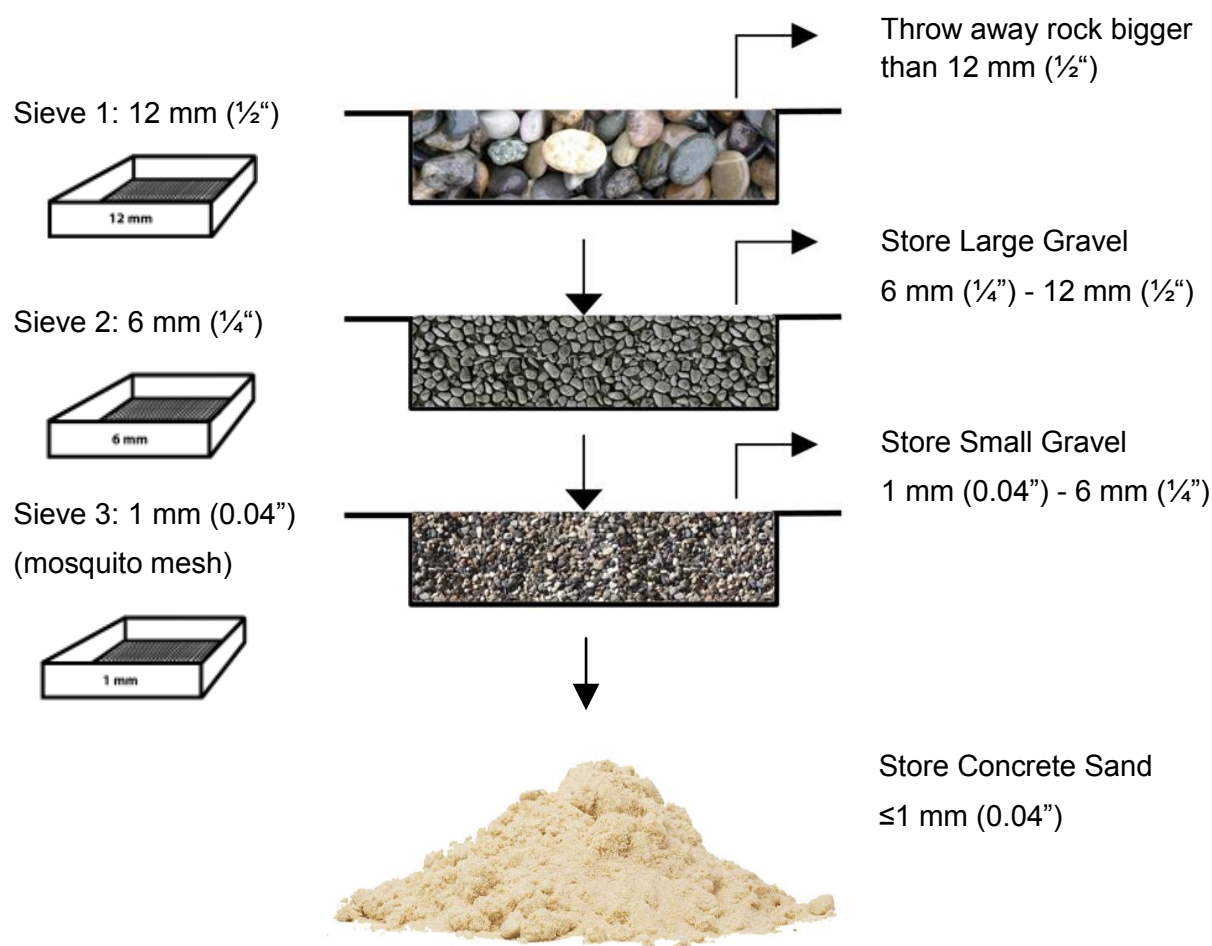 Throw away rock bigger
than 12 mm (½“)
Sieve 1: 12 mm (½“)
12 mm
Store Large Gravel
6 mm (¼”) - 12 mm (½“)
Sieve 2: 6 mm (¼“)
6 mm
Store Small Gravel
1 mm (0.04”) - 6 mm (¼”)
Sieve 3: 1 mm (0.04”)
(mosquito mesh)
1 mm
Store Concrete Sand
≤1 mm (0.04”)